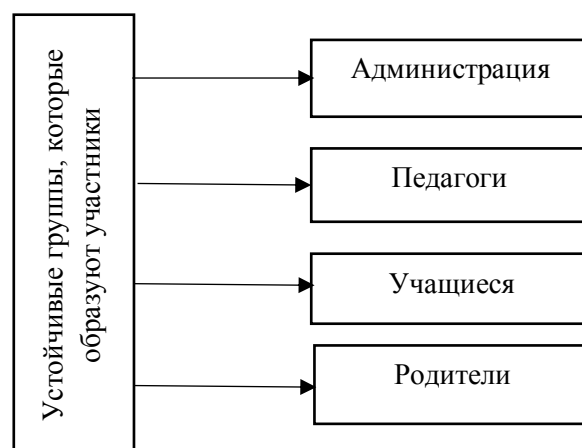 Устойчивые группы, которые
образуют участники
Администрация
Педагоги
Учащиеся
Родители